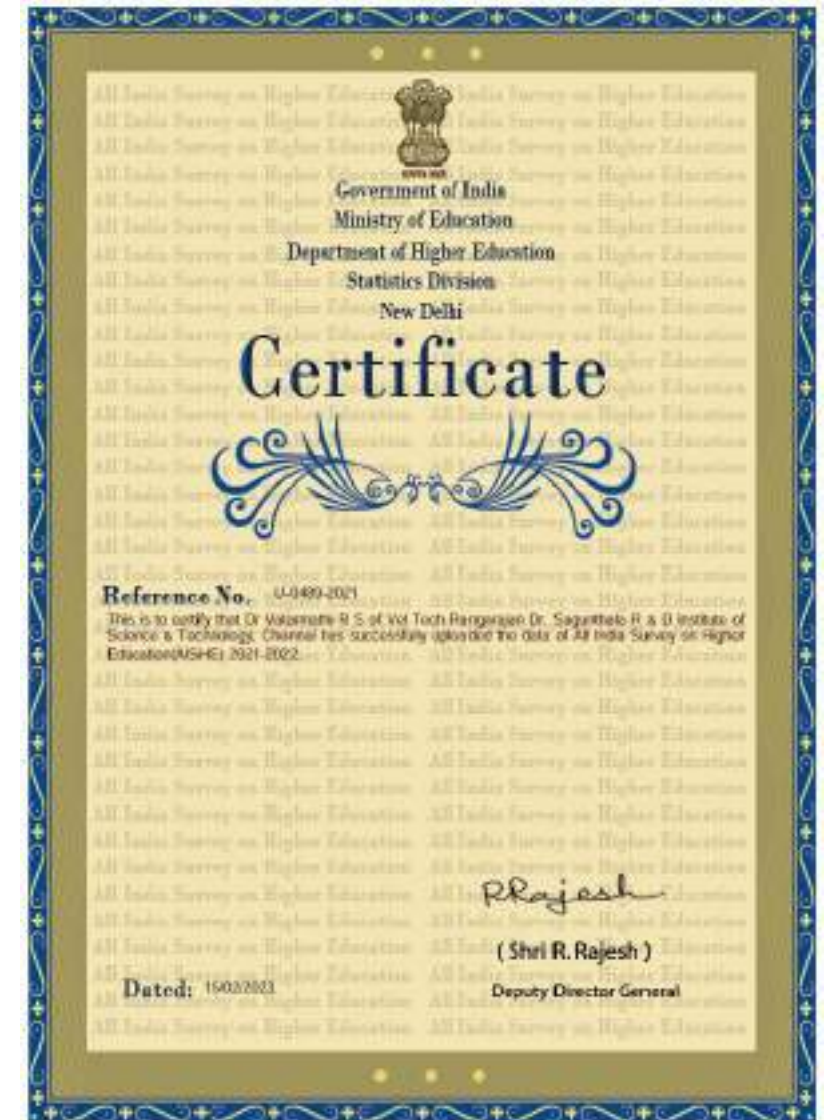 Government of India
Ministry of Education
Department of Higher Education
Statistics Division
New Delhi
Certificate
Reference No. U-0489-2021
This is to certify that Dr R S of Vel Tech Rangarajan Dr. Sagunthala R & D Institute of
Science & Technology, Chennai has successfully uploaded the data of All India Survey on Higher
Education(AISHE) 2021-2022
RRajesh
( Shri R. Rajesh )
Dated: 15/02/2023
Deputy Director General